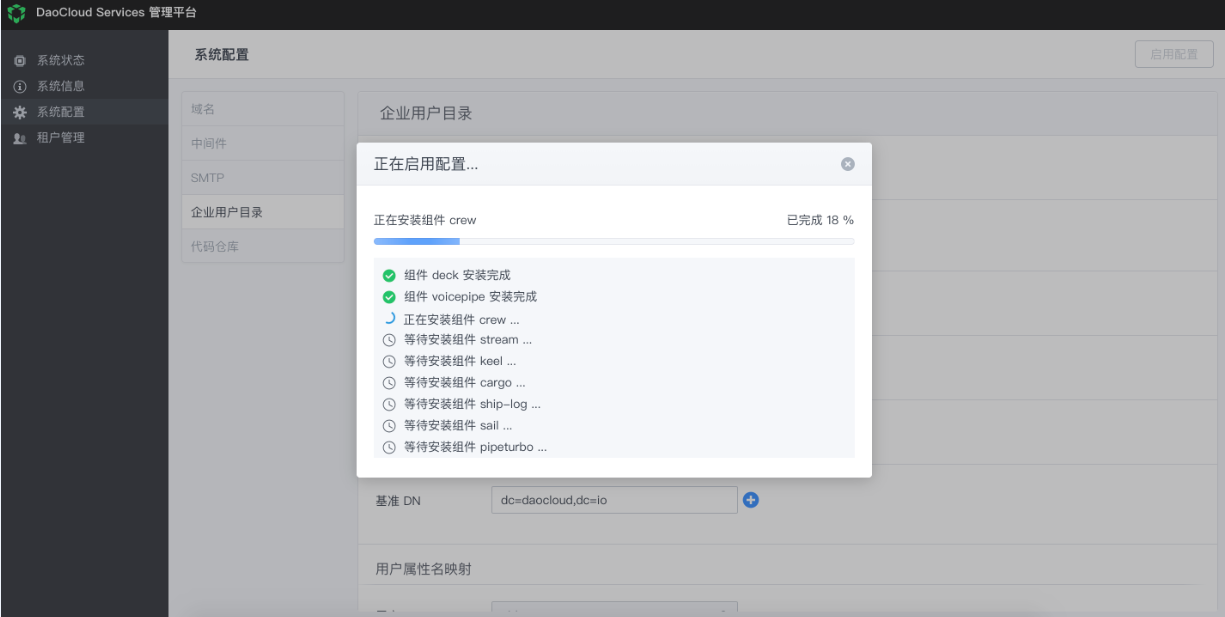 DaoCloud Services 管理平台
系统状态
系统信息
系统配置
租户管理
系统配置
启用配置
域名
中间件
SMTP
企业用户目录
代码仓库
企业用户目录
正在启用配置...
正在安装组件 crew
已完成 18 %
组件 deck 安装完成
组件 voicepipe 安装完成
正在安装组件 crew ...
等待安装组件 stream ...
等待安装组件 keel ...
等待安装组件 cargo ...
等待安装组件 ship-log ...
等待安装组件 sail ...
等待安装组件 pipeturbo ...
基准 DN
dc=daocloud,dc=io
用户属性名映射